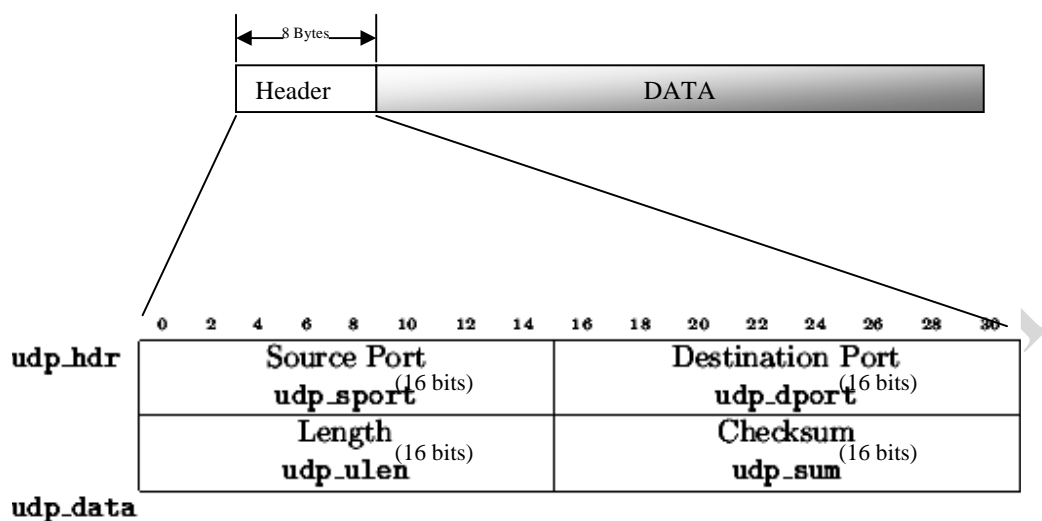 8 Bytes
Header DATA
0 2 4 6 8 10 12 14 16 18 20 22 24 26 28 30
udp_hdr Source Port Destination Port
udp_sport (16 bits) udp_dport (16 bits)
Length Checksum
udp_ulen (16 bits) udp_sum (16 bits)
udp_data